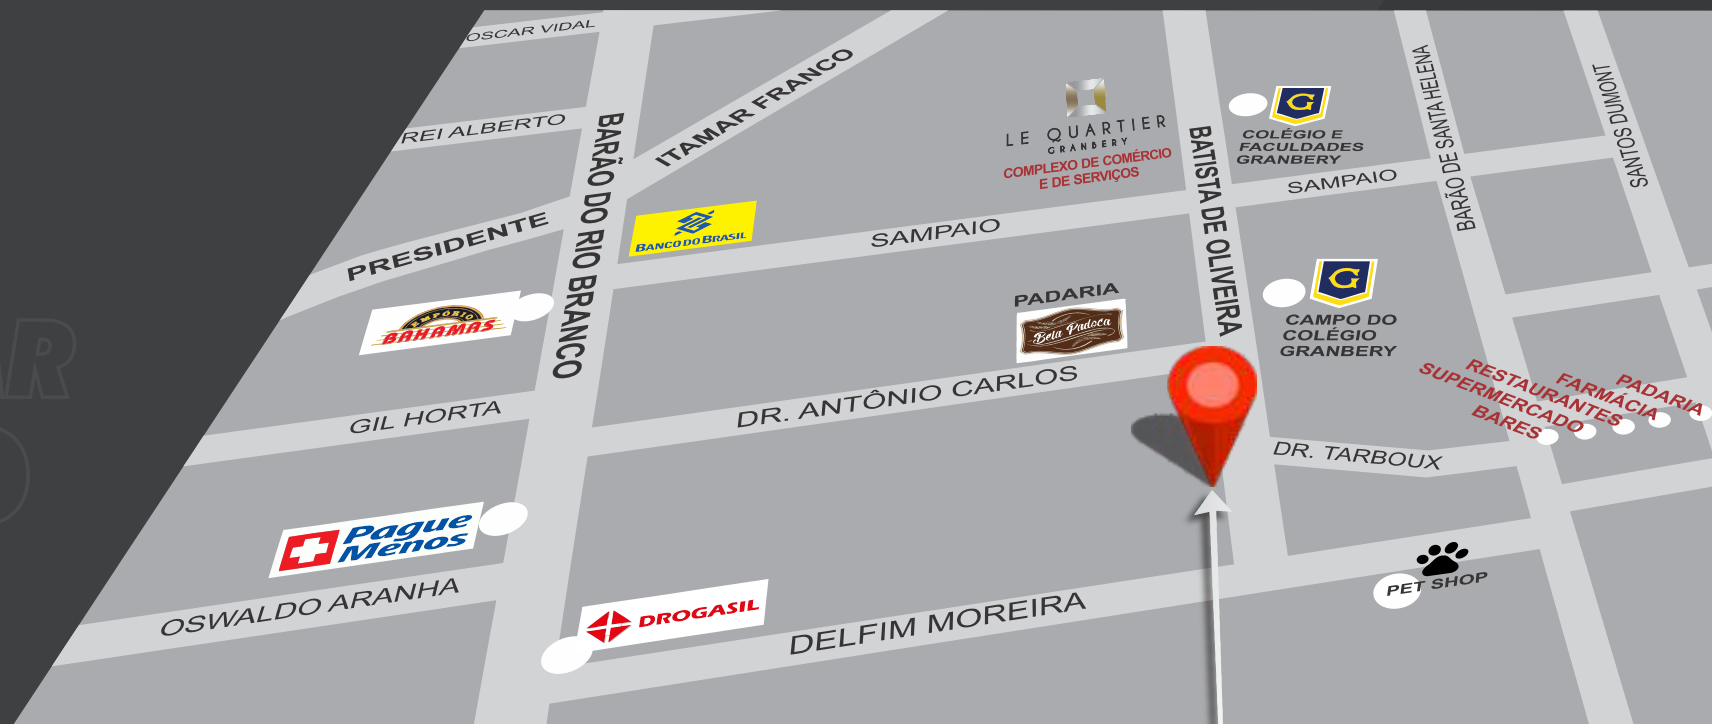 OSCAR VIDAL
REI ALBERTO
BARÃO DO RIO BRANCO
PRESIDENTE
ITAMAR FRANCO
LE QUARTIER
GRANBERY
COMPLEXO DE COMÉRCIO
E DE SERVIÇOS
BATISTA DE OLIVEIRA
G
COLÉGIO E
FACULDADES
GRANBERY
BARÃO DE SANTA HELENA
SANTOS DUMONT
SAMPAIO
BANCO DO BRASIL
SAMPAIO
EMPÓRIO
BAHAMAS
PADARIA
Bela Padoca
G
CAMPO DO
COLÉGIO
GRANBERY
GIL HORTA
DR. ANTÔNIO CARLOS
PADARIA
FARMÁCIA
RESTAURANTES
SUPERMERCADO
BARES
DR. TARBOUX
Pague
Menos
OSWALDO ARANHA
DROGASIL
DELFIM MOREIRA
PET SHOP
AR